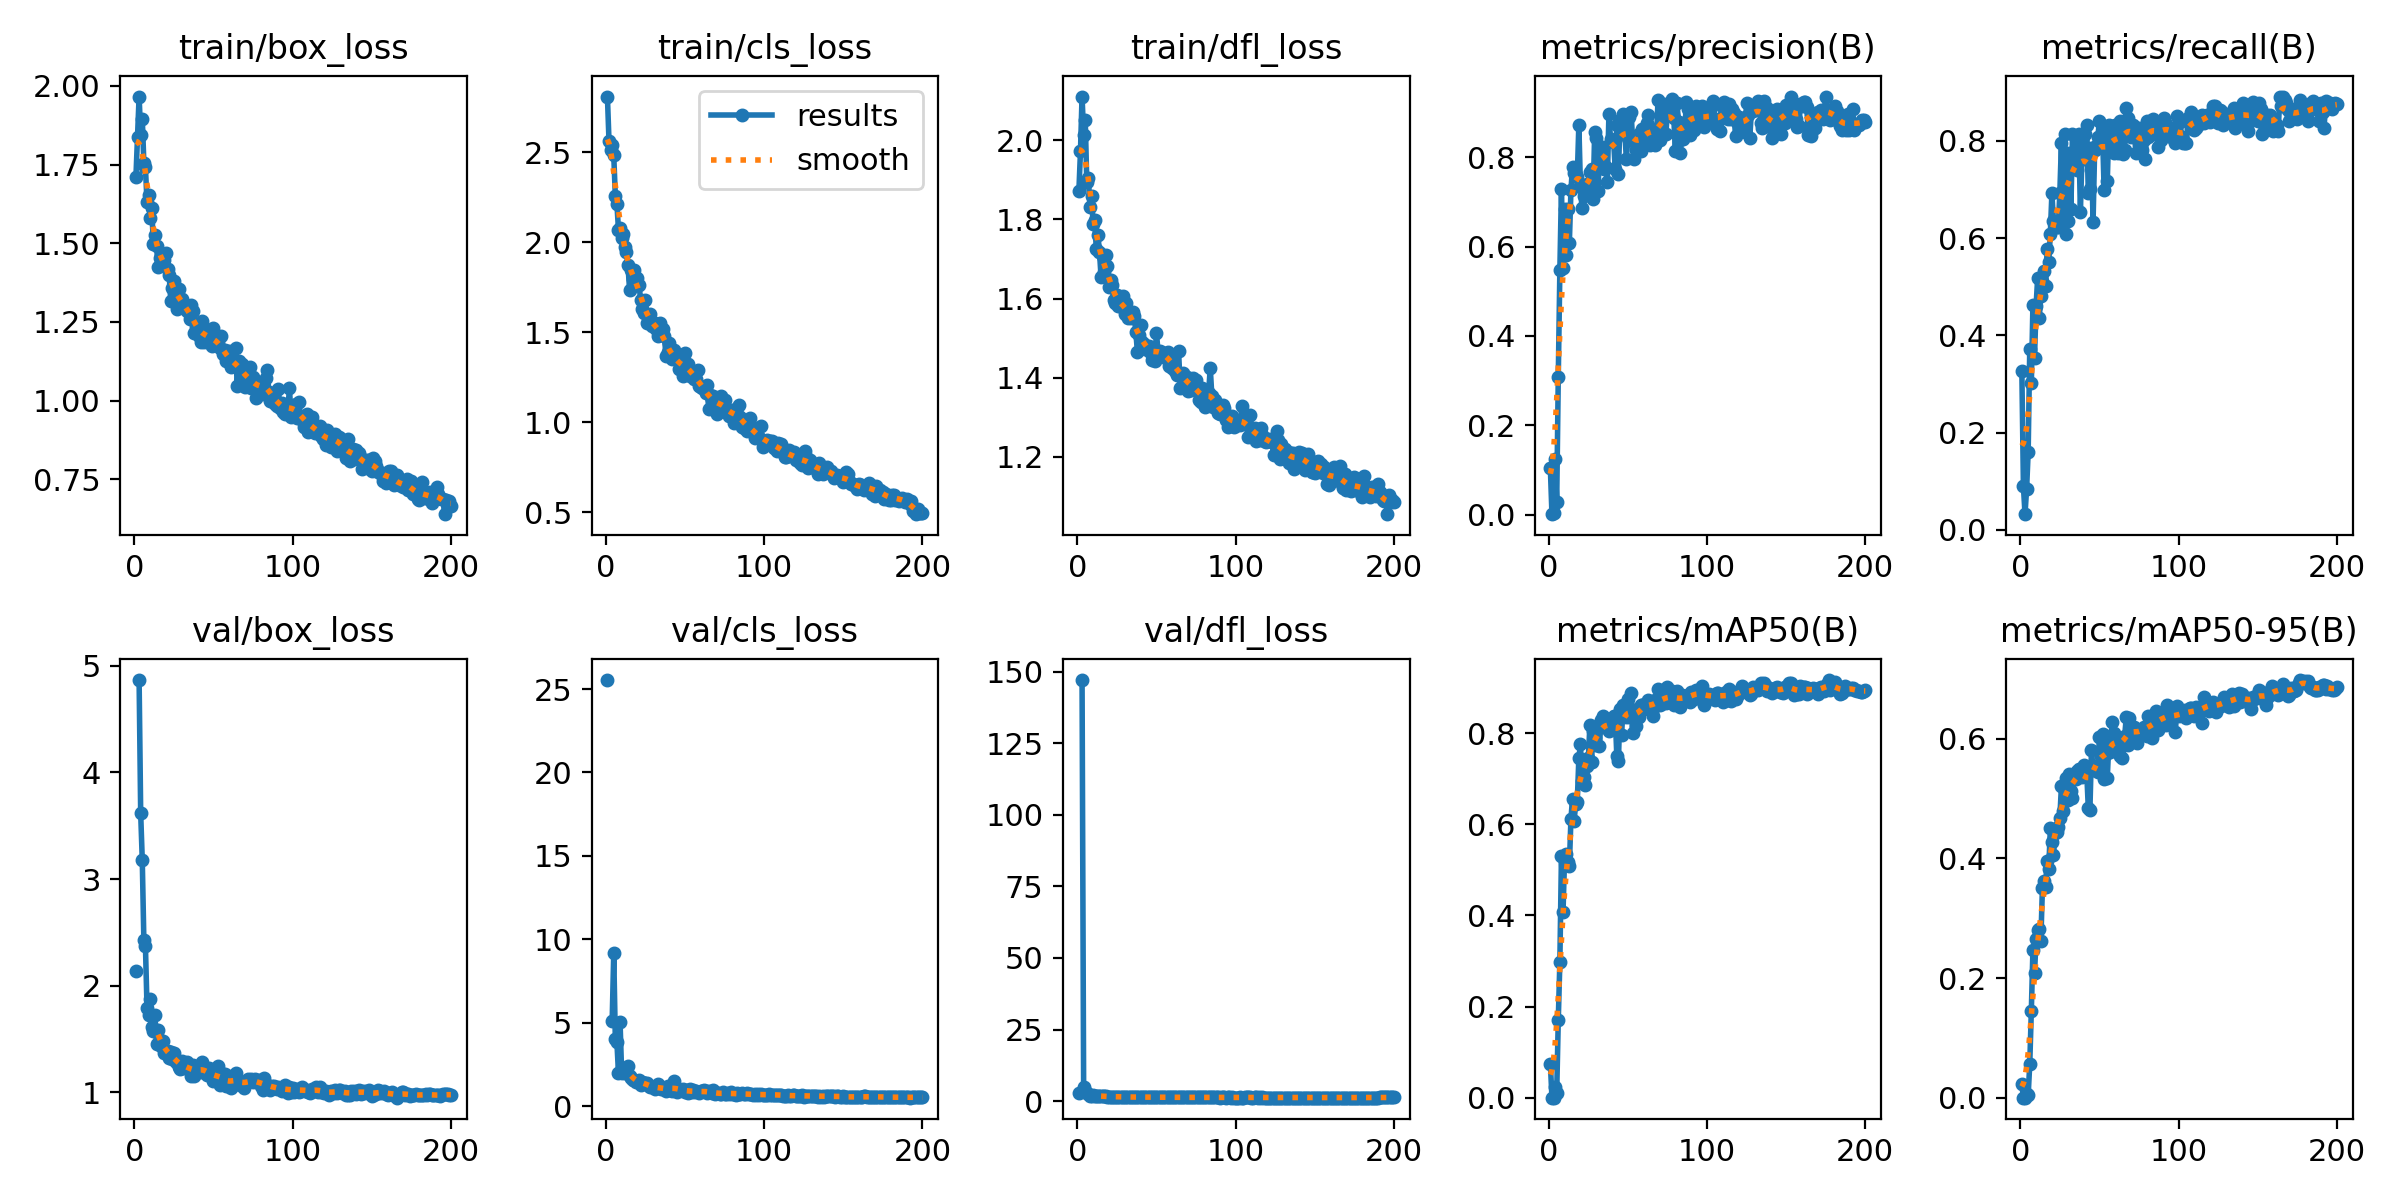 train/box_loss
2.00
1.75
1.50
1.25
1.00
0.75
0 100 200
train/cls_loss
results
smooth
2.5
2.0
1.5
1.0
0.5
0 100 200
train/dfl_loss
2.0
1.8
1.6
1.4
1.2
0 100 200
metrics/precision(B)
0.8
0.6
0.4
0.2
0.0
0 100 200
metrics/recall(B)
0.8
0.6
0.4
0.2
0.0
0 100 200
val/box_loss
5
4
3
2
1
0 100 200
val/cls_loss
25
20
15
10
5
0
0 100 200
val/dfl_loss
150
125
100
75
50
25
0
0 100 200
metrics/mAP50(B)
0.8
0.6
0.4
0.2
0.0
0 100 200
metrics/mAP50-95(B)
0.6
0.4
0.2
0.0
0 100 200